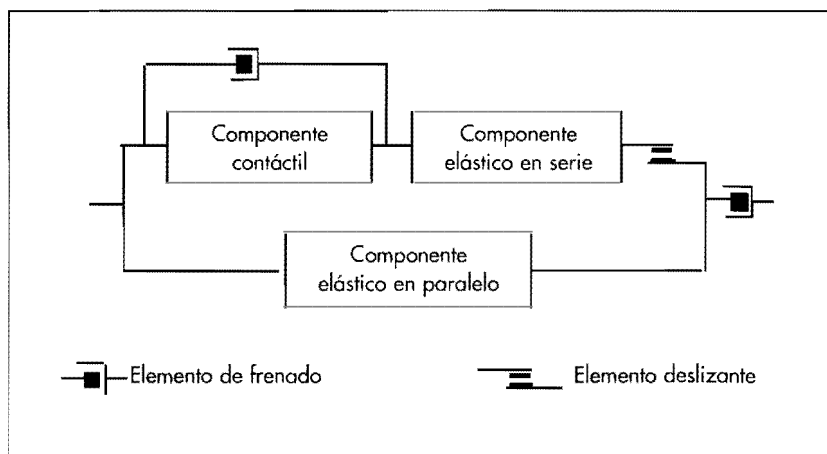 Componente
contáctil
Componente
elástico en serie
Componente
elástico en paralelo
Elemento de frenado
Elemento deslizante